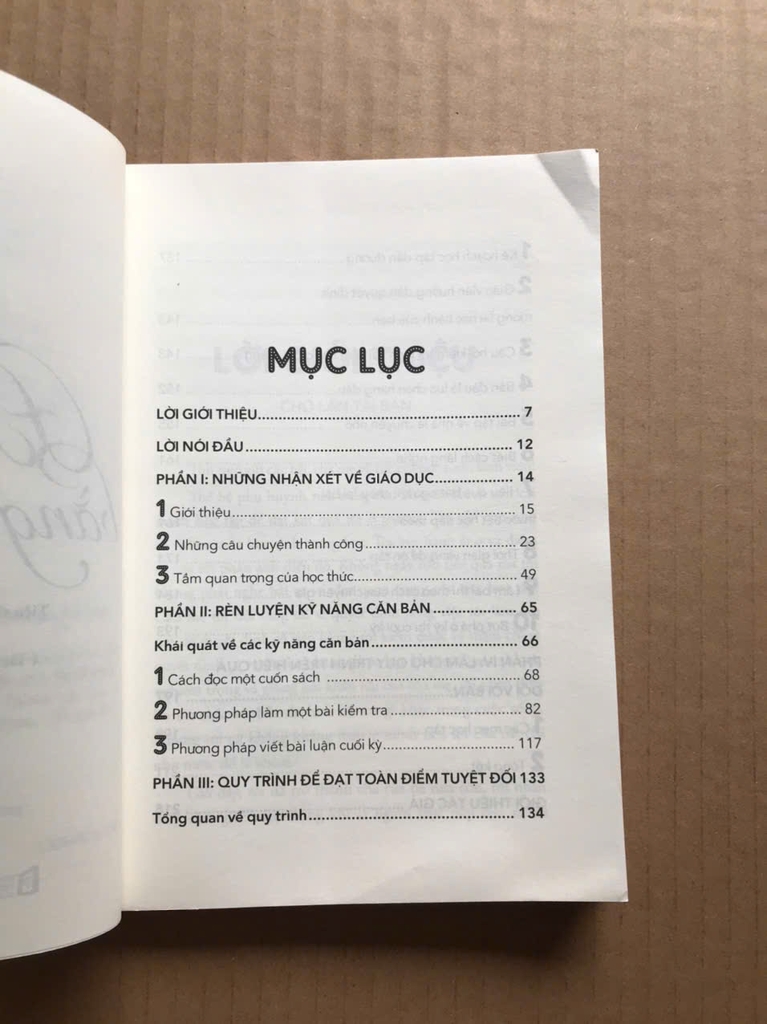 MỤC LỤC
LỜI GIỚI THIỆU........................................................ 7
LỜI NÓI ĐẦU........................................................ 12
PHẦN I: NHỮNG NHẬN XÉT VỀ GIÁO DỤC................. 14
1 Giới thiệu........................................................ 15
2 Những câu chuyện thành công................................ 23
3 Tầm quan trọng của học thức................................ 49
PHẦN II: RÈN LUYỆN KỸ NĂNG CĂN BẢN ................. 65
Khái quát về các kỹ năng căn bản............................... 66
1 Cách đọc một cuốn sách ........................................ 68
2 Phương pháp làm một bài kiểm tra .......................... 82
3 Phương pháp viết bài luận cuối kỳ.......................... 117
PHẦN III: QUY TRÌNH ĐỂ ĐẠT TOÀN ĐIỂM TUYỆT ĐỐI 133
Tổng quan về quy trình........................................... 134